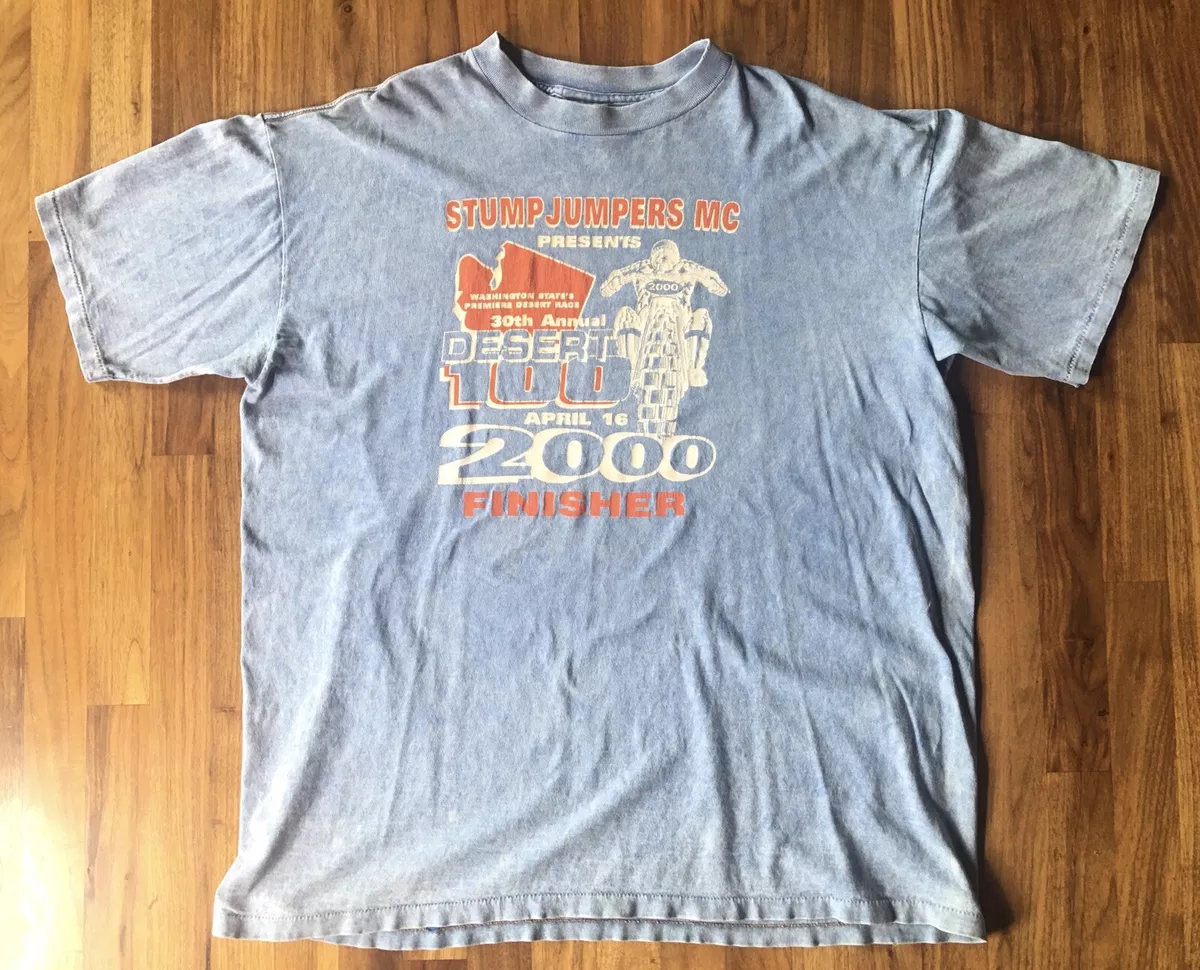 STUMPJUMPERS MC
PRESENTS
WASHINGTON STATE'S
PREMIERE DESERT RACE
2000
30th Annual
DESERT
100
APRIL 16
2000
FINISHER